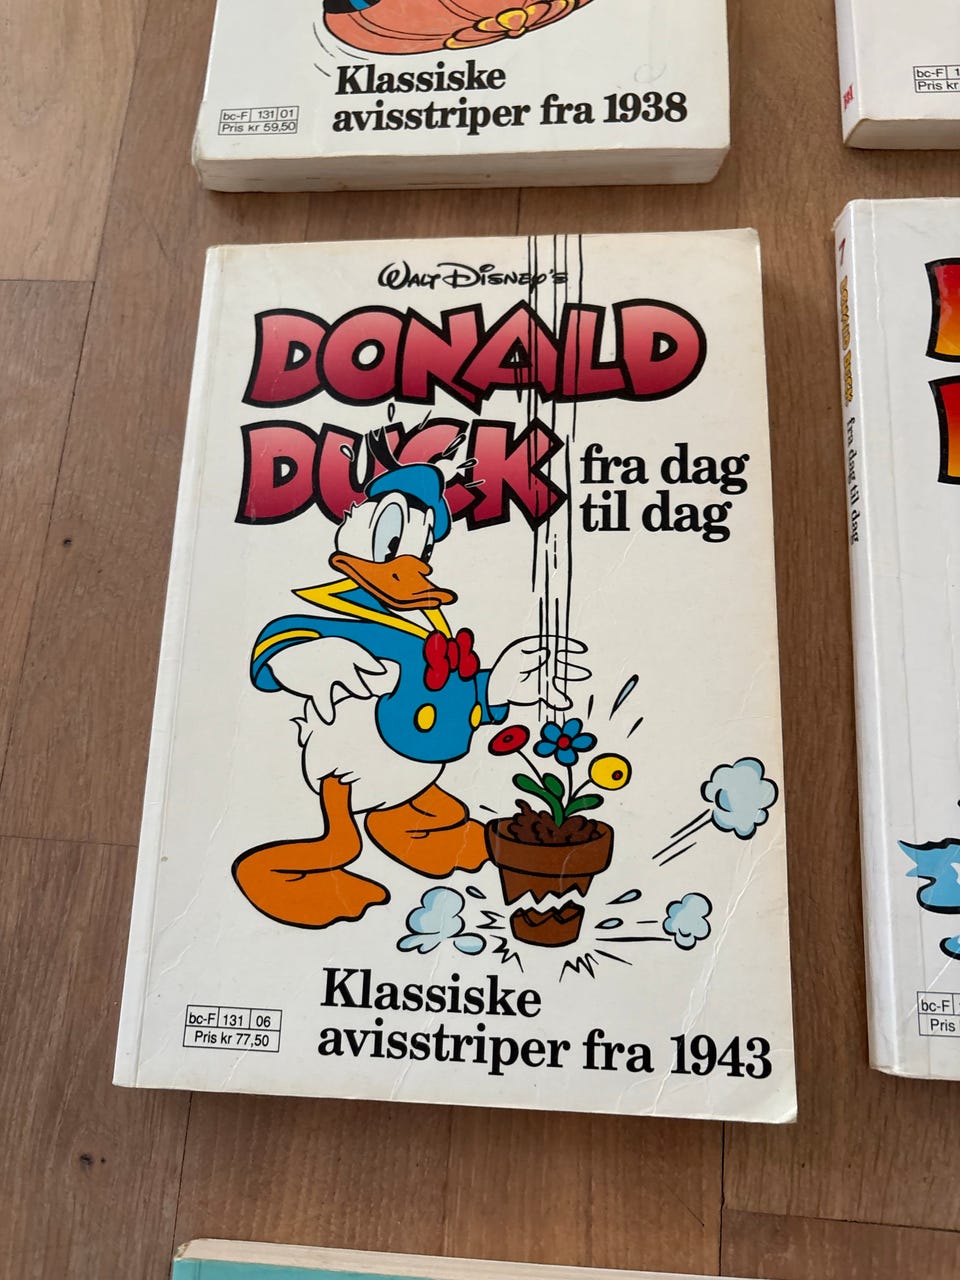 Klassiske
avisstriper fra 1938
bc-F 131 01
Pris kr 59,50
bc-F
Pris kr
WALT DISNEY'S
DONALD
DUCK
fra dag
til dag
Klassiske
avisstriper fra 1943
bc-F 131 06
Pris kr 77,50
DONALD DUCK fra dag til dag
bc-F
Pris